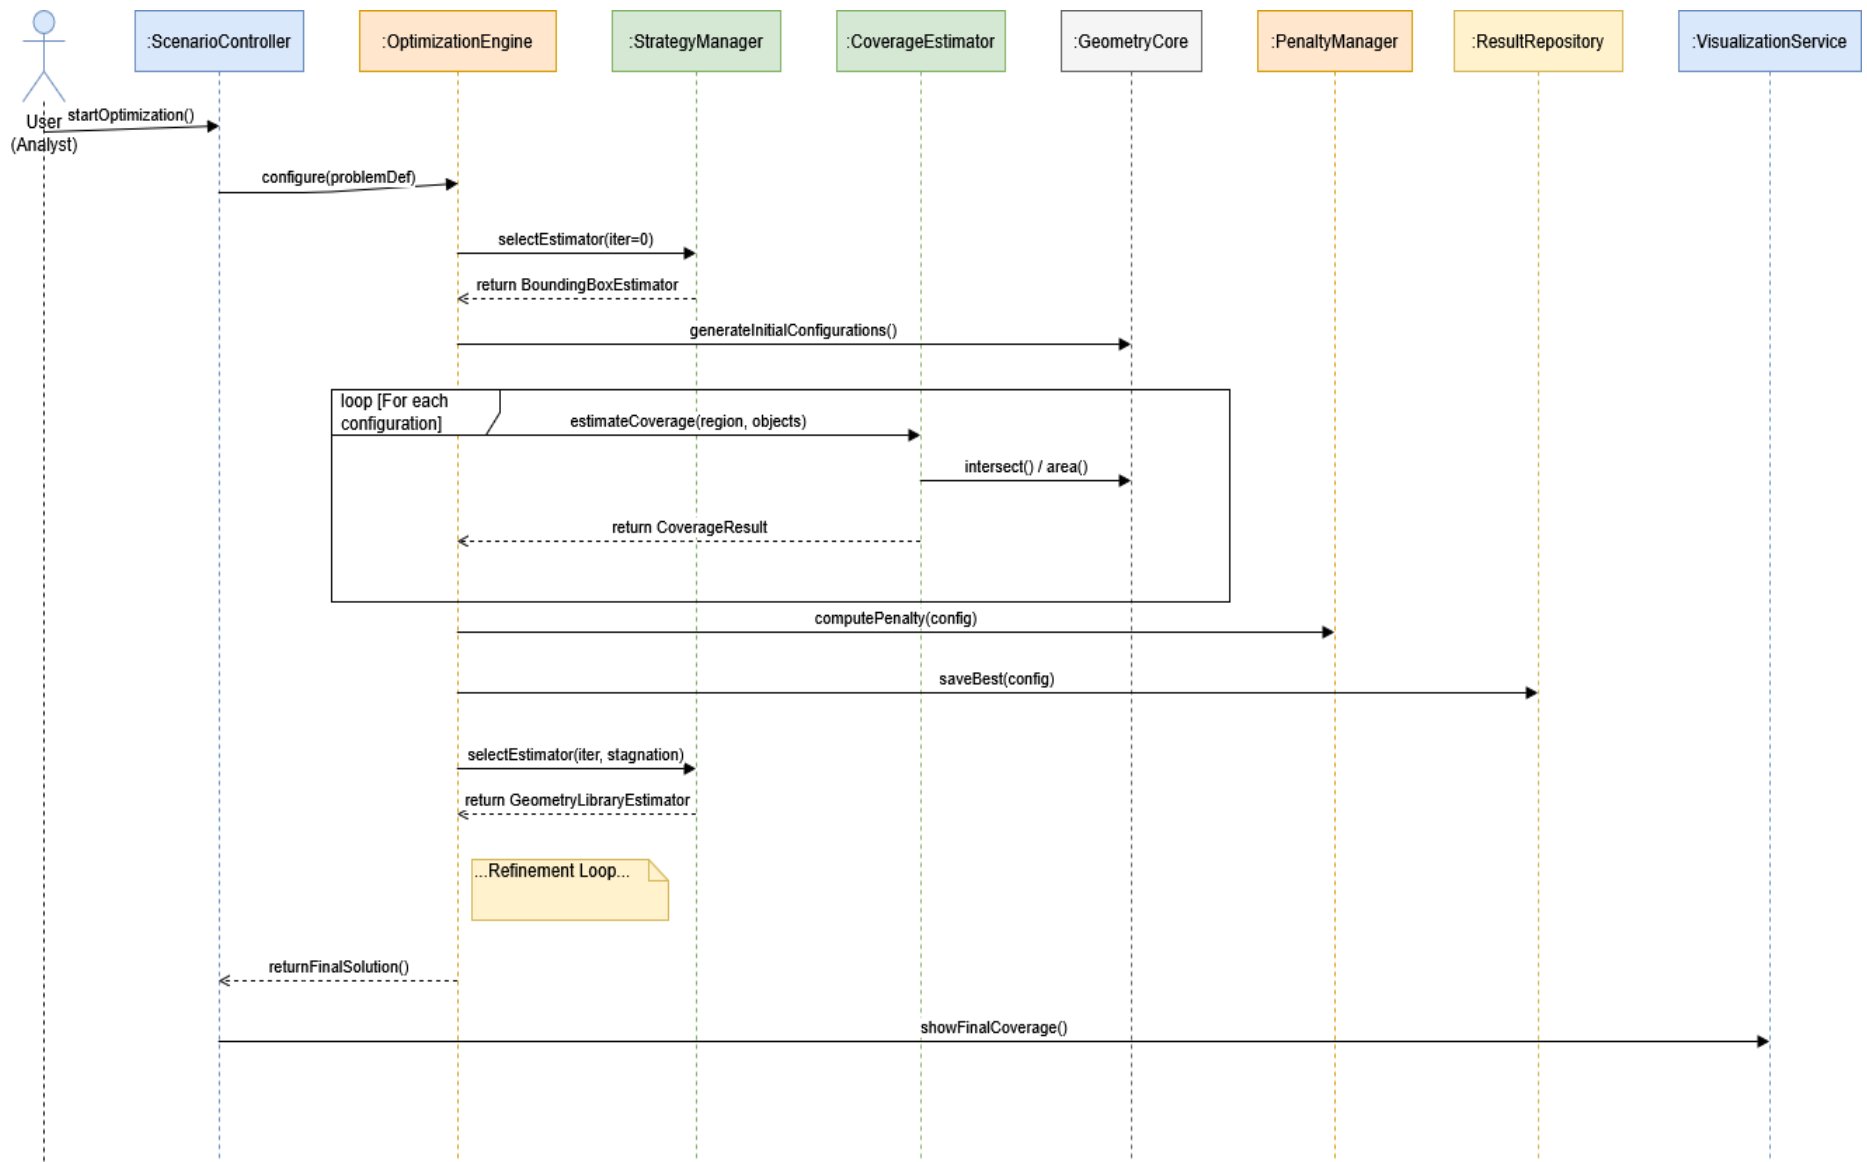 :ScenarioController
:OptimizationEngine
:StrategyManager
:CoverageEstimator
:GeometryCore
:PenaltyManager
:ResultRepository
:VisualizationService
User
(Analyst)
startOptimization()
configure(problemDef)
selectEstimator(iter=0)
return BoundingBoxEstimator
generateInitialConfigurations()
loop [For each
configuration]
estimateCoverage(region, objects)
intersect() / area()
return CoverageResult
computePenalty(config)
saveBest(config)
selectEstimator(iter, stagnation)
return GeometryLibraryEstimator
...Refinement Loop...
returnFinalSolution()
showFinalCoverage()